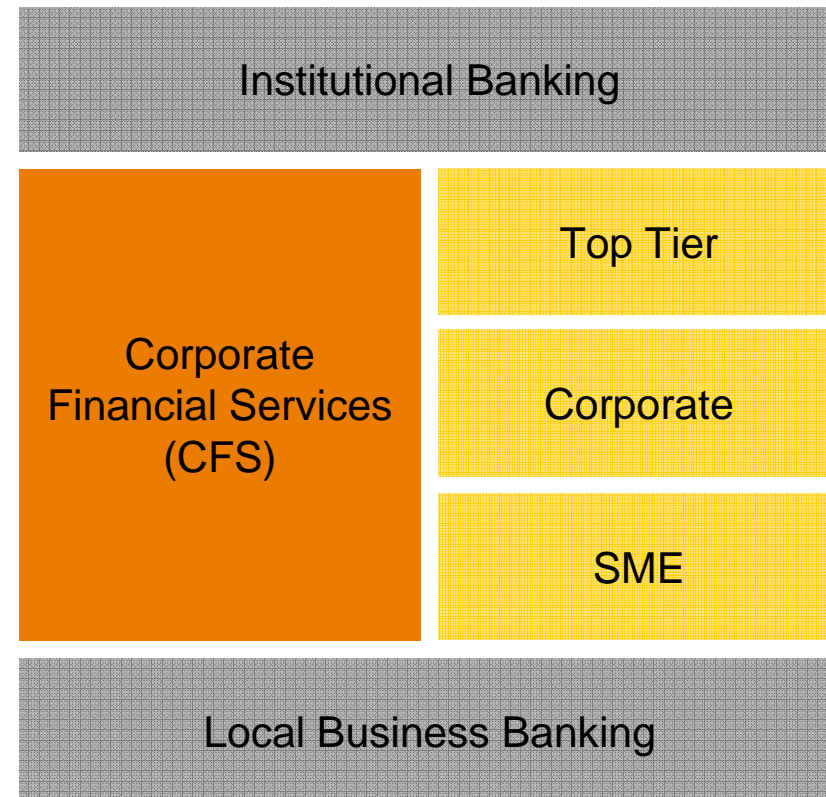 Institutional Banking
Top Tier
Corporate
Financial Services
(CFS)
Corporate
SME
Local Business Banking